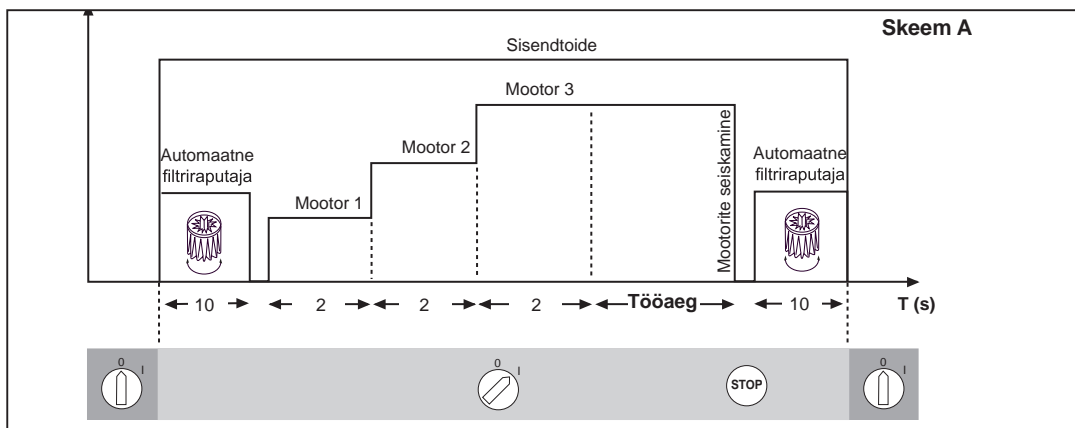 Skeem A
Sisendtoide
Mootor 3
Mootor 2
Mootor 1
Automaatne
filtriraputaja
Mootorite seiskamine
Automaatne
filtriraputaja
10 2 2 2 Tööaeg 10 T (s)
0 I
0 I
STOP
0 I